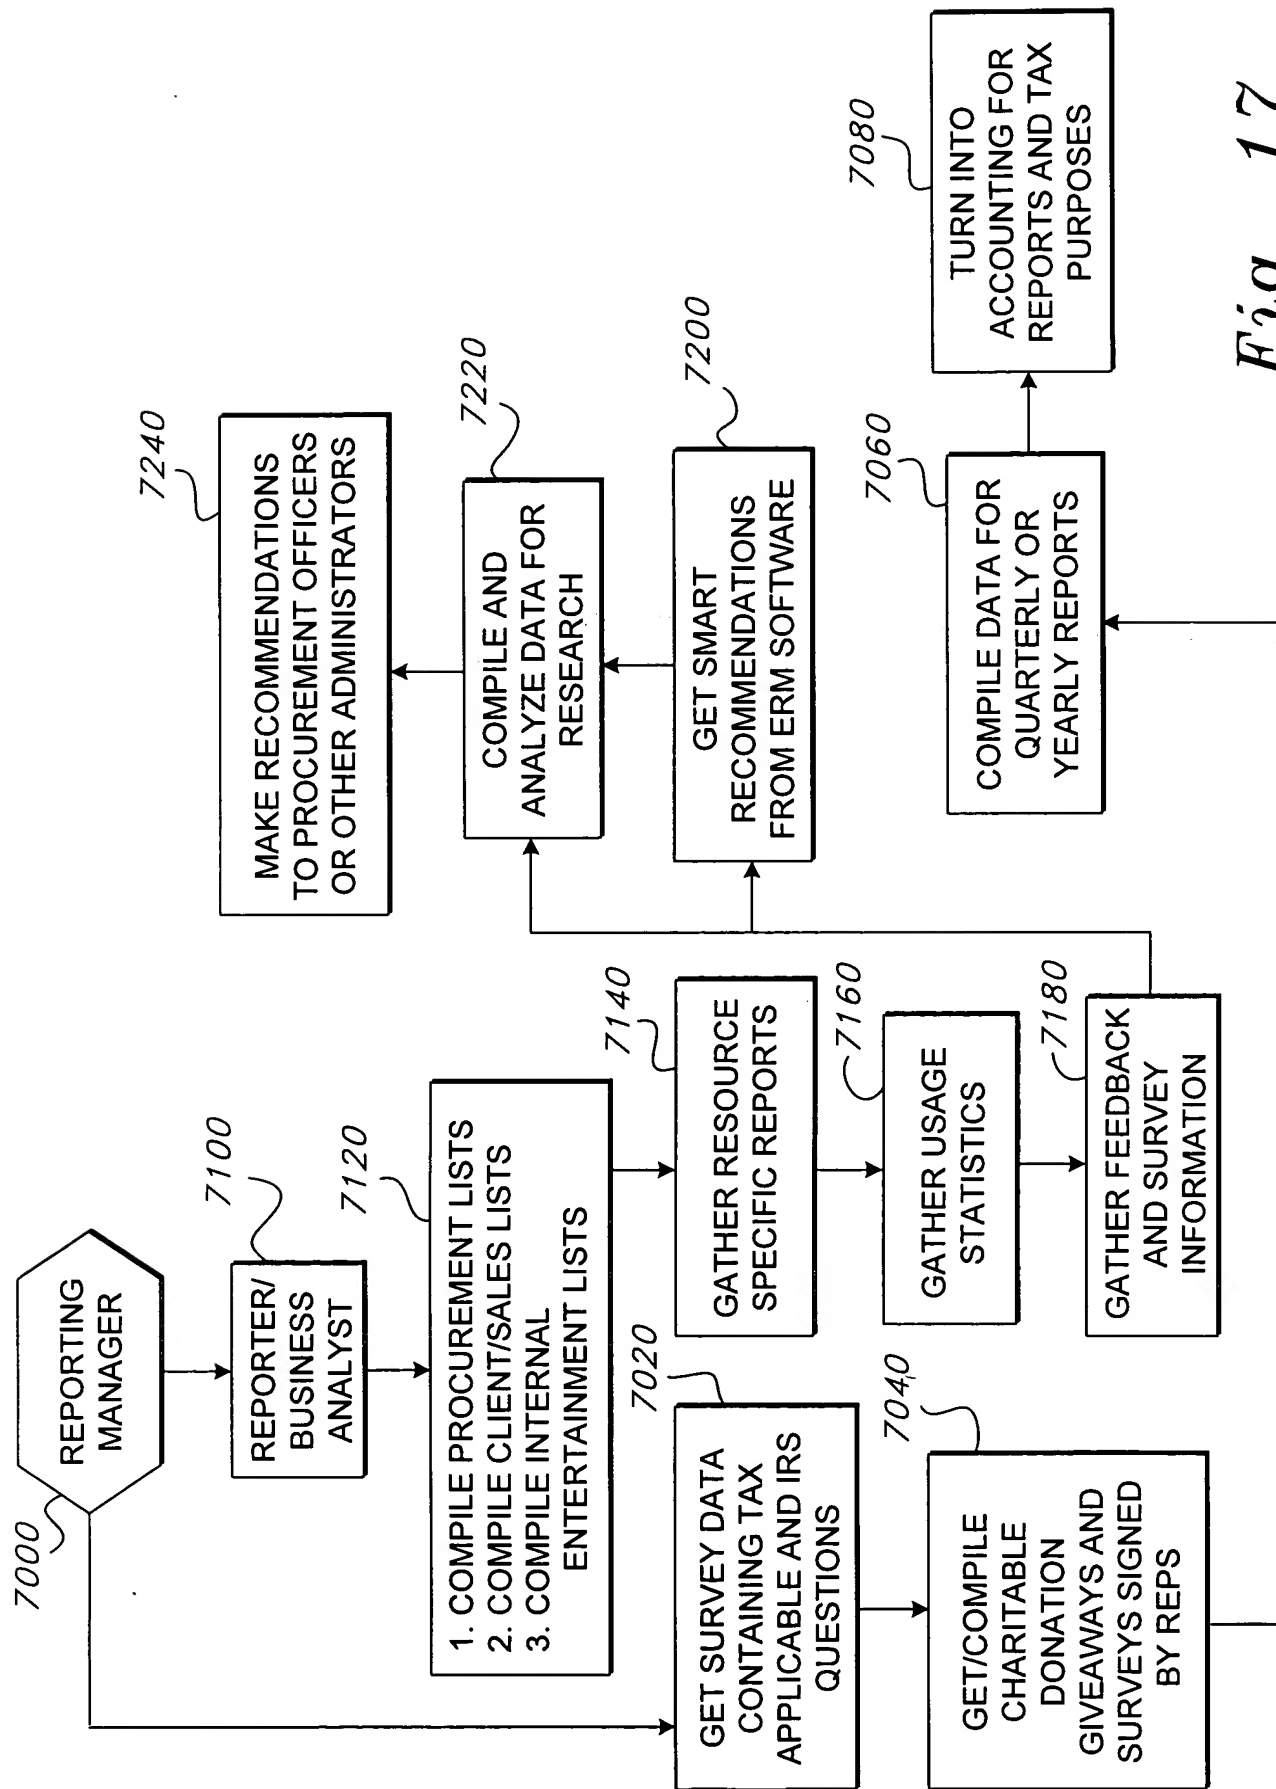 7000
REPORTING
MANAGER
7100
REPORTER/
BUSINESS
ANALYST
7120
1. COMPILE PROCUREMENT LISTS
2. COMPILE CLIENT/SALES LISTS
3. COMPILE INTERNAL
ENTERTAINMENT LISTS
7020
GET SURVEY DATA
CONTAINING TAX
APPLICABLE AND IRS
QUESTIONS
7040
GET/COMPILE
CHARITABLE
DONATION
GIVEAWAYS AND
SURVEYS SIGNED
BY REPS
7140
GATHER RESOURCE
SPECIFIC REPORTS
7160
GATHER USAGE
STATISTICS
7180
GATHER FEEDBACK
AND SURVEY
INFORMATION
7240
MAKE RECOMMENDATIONS
TO PROCUREMENT OFFICERS
OR OTHER ADMINISTRATORS
7220
COMPILE AND
ANALYZE DATA FOR
RESEARCH
7200
GET SMART
RECOMMENDATIONS
FROM ERM SOFTWARE
7060
COMPILE DATA FOR
QUARTERLY OR
YEARLY REPORTS
7080
TURN INTO
ACCOUNTING FOR
REPORTS AND TAX
PURPOSES
Fig. 17